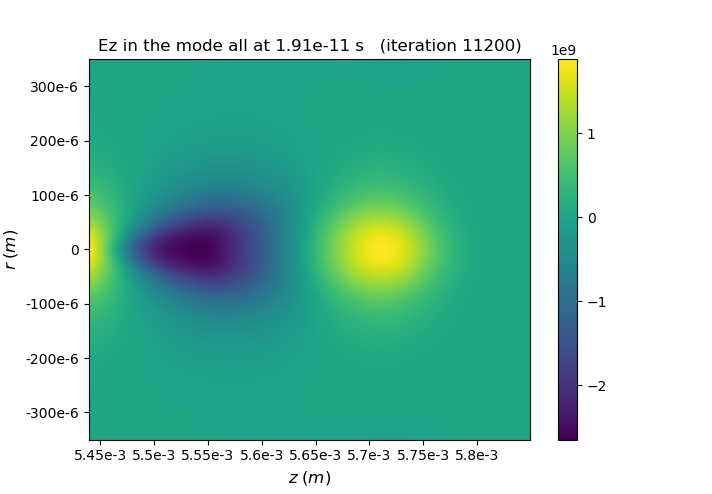 Ez in the mode all at 1.91e-11 s   (iteration 11200)
1e9
300e-6
200e-6
100e-6
0
-100e-6
-200e-6
-300e-6
r (m)
5.45e-3 5.5e-3 5.55e-3 5.6e-3 5.65e-3 5.7e-3 5.75e-3 5.8e-3
z (m)
1
0
−1
−2